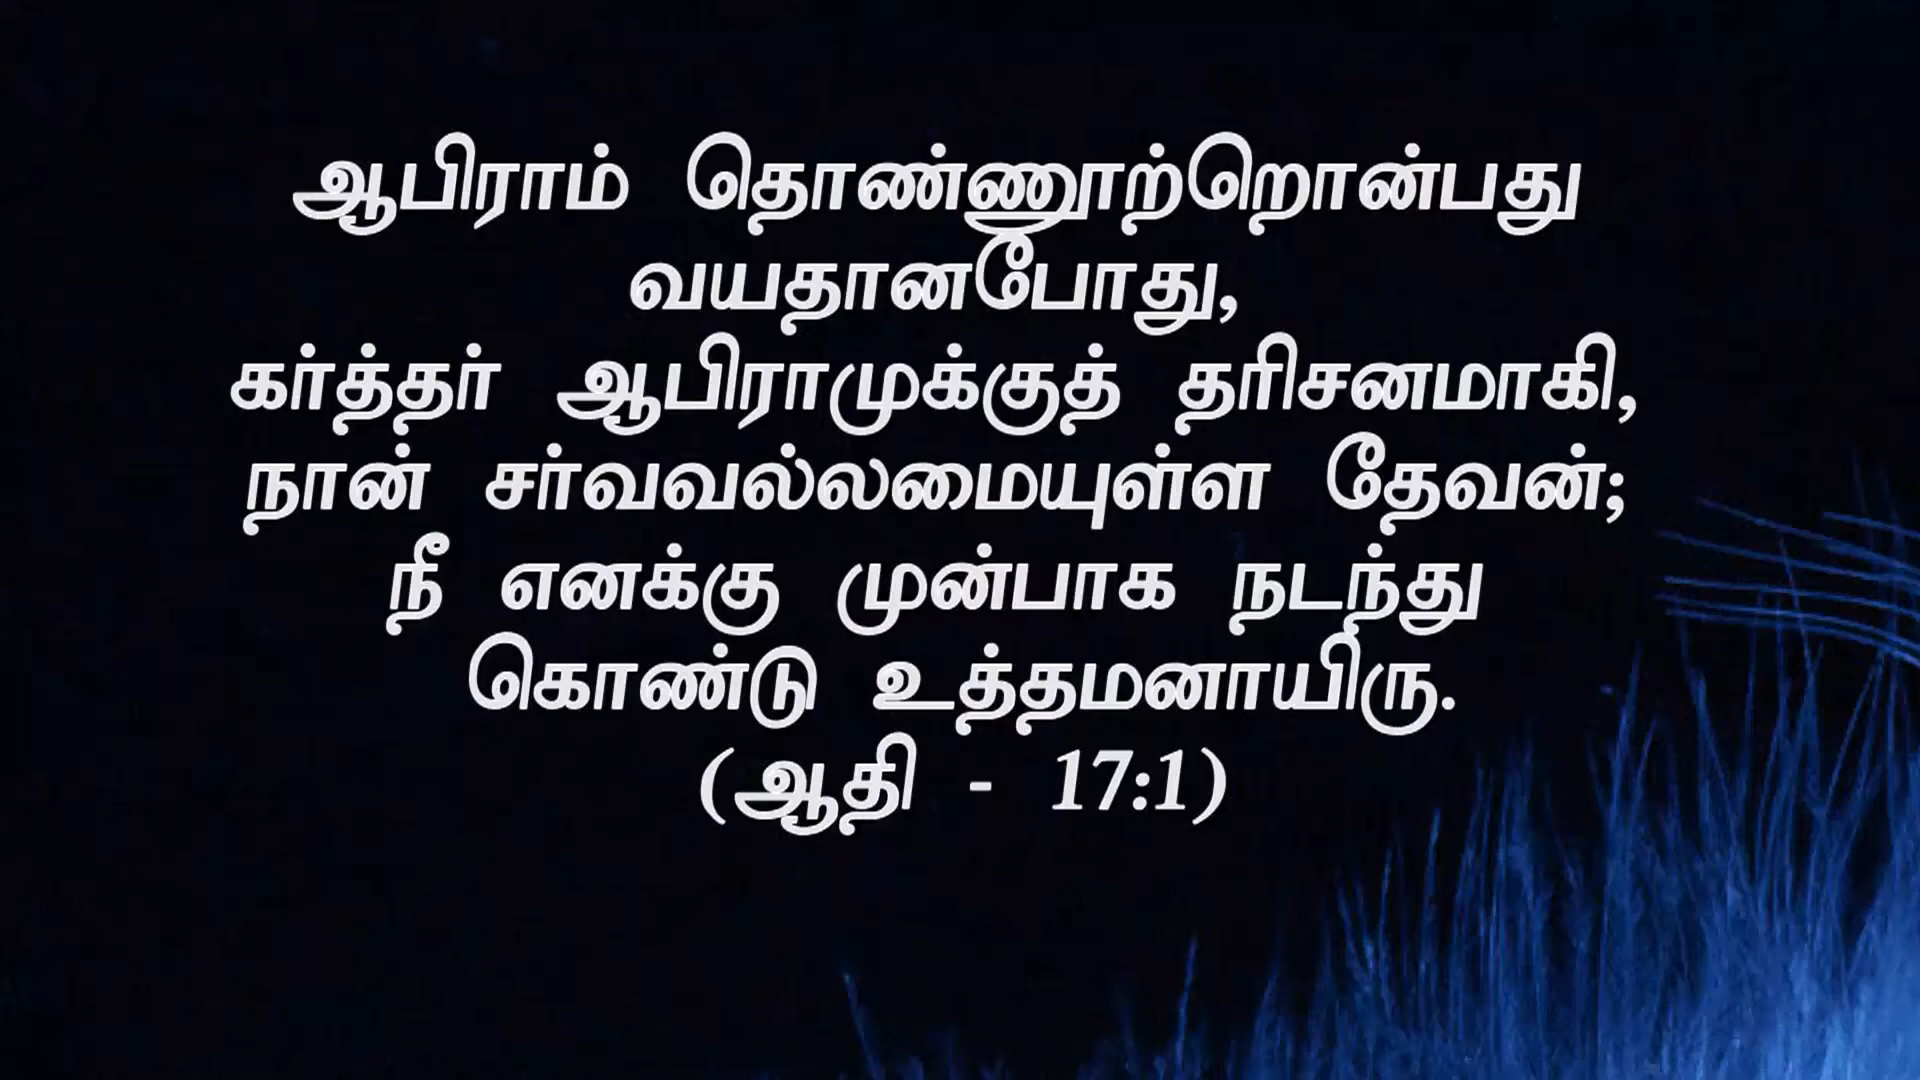 ஆபிராம் தொண்ணூற்றொன்பது
வயதானபோது,
கர்த்தர் ஆபிராமுக்குத் தரிசனமாகி,
நான் சர்வவல்லமையுள்ள தேவன்;
நீ எனக்கு முன்பாக நடந்து
கொண்டு உத்தமனாயிரு.
(ஆதி - 17:1)